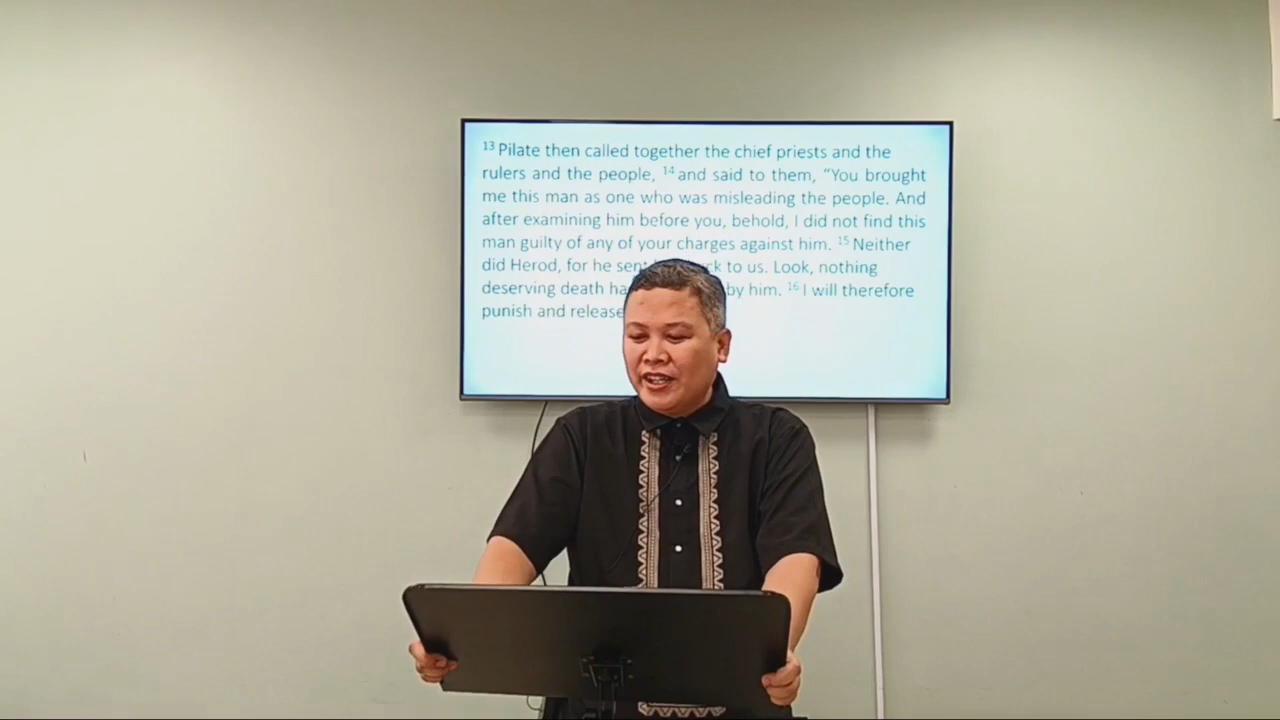 13 Pilate then called together the chief priests and the
rulers and the people, 14 and said to them, “You brought
me this man as one who was misleading the people. And
after examining him before you, behold, I did not find this
man guilty of any of your charges against him. 15 Neither
did Herod, for he sent back to us. Look, nothing
deserving death by him. 16 I will therefore
punish and release